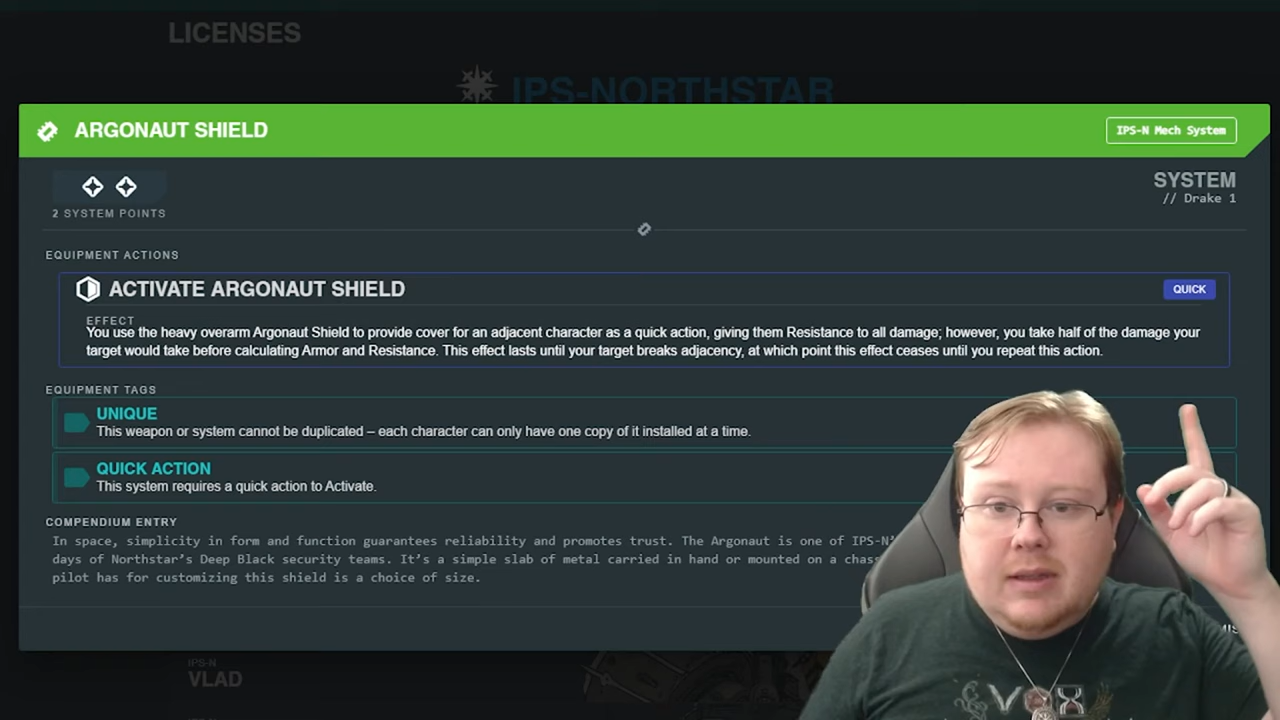 LICENSES
IPS-NORTHSTAR
ARGONAUT SHIELD
IPS-N Mech System
2 SYSTEM POINTS
SYSTEM
// Drake 1
EQUIPMENT ACTIONS
ACTIVATE ARGONAUT SHIELD
QUICK
EFFECT
You use the heavy overarm Argonaut Shield to provide cover for an adjacent character as a quick action, giving them Resistance to all damage; however, you take half of the damage your
target would take before calculating Armor and Resistance. This effect lasts until your target breaks adjacency, at which point this effect ceases until you repeat this action.
EQUIPMENT TAGS
UNIQUE
This weapon or system cannot be duplicated – each character can only have one copy of it installed at a time.
QUICK ACTION
This system requires a quick action to Activate.
COMPENDIUM ENTRY
In space, simplicity in form and function guarantees reliability and promotes trust. The Argonaut is one of IPS-N'
days of Northstar's Deep Black security teams. It's a simple slab of metal carried in hand or mounted on a
pilot has for customizing this shield is a choice of size.
IPS-N
VLAD
VOX